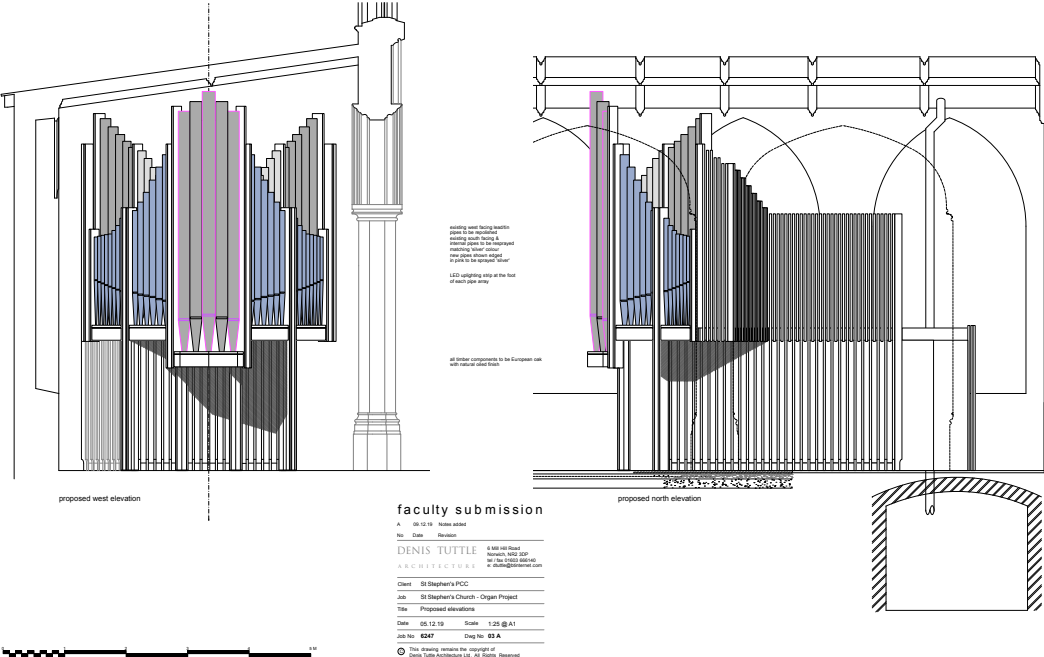 existing west facing lead/tin
pipes to be repolished
existing south facing &
internal pipes to be resprayed
matching 'silver' colour
new pipes shown edged
in pink to be sprayed 'silver'
LED uplighting strip at the foot
of each pipe array
all timber components to be European oak
with natural oiled finish
proposed west elevation
proposed north elevation
faculty submission
A 09.12.19 Notes added
No Date Revision
DENIS TUTTLE
ARCHITECTURE
6 Mill Hill Road
Norwich, NR2 3DP
tel / fax 01603 666140
e: dtuttle@btinternet.com
Client St Stephen's PCC
Job St Stephen's Church - Organ Project
Title Proposed elevations
Date 05.12.19 Scale 1:25 @ A1
Job No 6247 Dwg No 03 A
© This drawing remains the copyright of
Denis Tuttle Architecture Ltd. All Rights Reserved
5 M